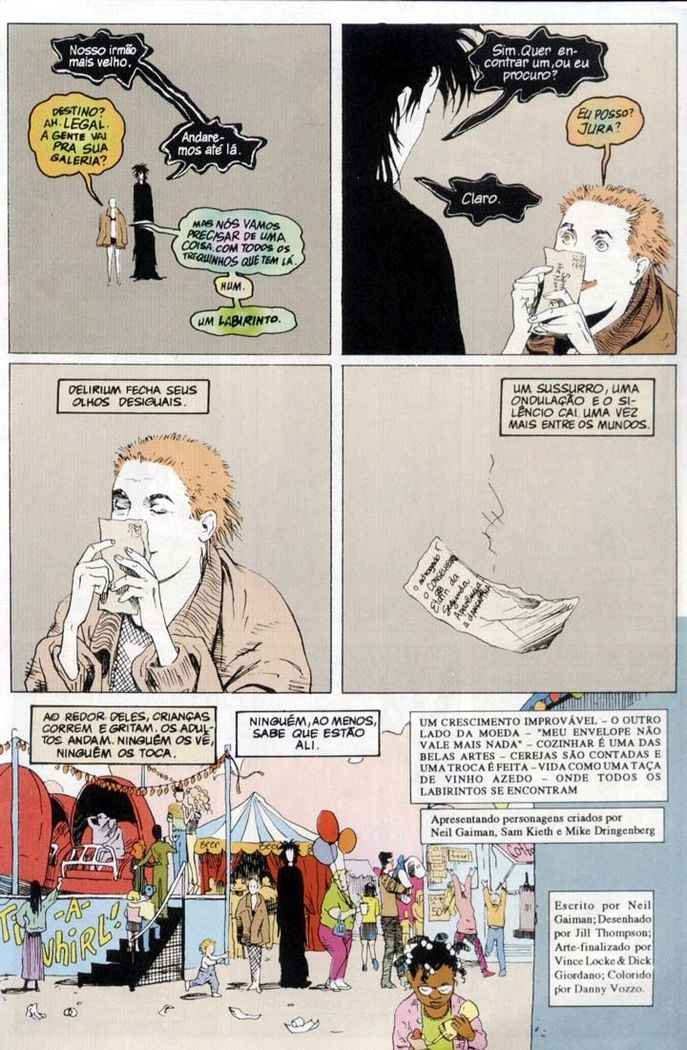 Nosso irmão
mais velho.
DESTINO?
AH. LEGAL.
A GENTE VAI
PRA SUA
GALERIA?
Andare-
mos até lá.
MAS NÓS VAMOS
PRECISAR DE UMA
COISA. COM TODOS OS
TREQUINHOS QUE TEM LÁ.
HUM.
UM LABIRINTO.
Sim. Quer en-
contrar um, ou eu
procuro?
EU POSSO?
JURA?
Claro.
DELIRIUM FECHA SEUS
OLHOS DESIGUAIS.
UM SUSSURRO, UMA
ONDULAÇÃO E O SI-
LÊNCIO CAI UMA VEZ
MAIS ENTRE OS MUNDOS.
Segunda
AO REDOR DELES, CRIANÇAS
CORREM E GRITAM. OS ADUL-
TOS ANDAM. NINGUÉM OS VÊ,
NINGUÉM OS TOCA.
NINGUÉM, AO MENOS,
SABE QUE ESTÃO
ALI.
UM CRESCIMENTO IMPROVÁVEL – O OUTRO
LADO DA MOEDA – "MEU ENVELOPE NÃO
VALE MAIS NADA" – COZINHAR É UMA DAS
BELAS ARTES – CEREJAS SÃO CONTADAS E
UMA TROCA É FEITA – VIDA COMO UMA TAÇA
DE VINHO AZEDO – ONDE TODOS OS
LABIRINTOS SE ENCONTRAM
Apresentando personagens criados por
Neil Gaiman, Sam Kieth e Mike Dringenberg
BEER
BEER
-A-
WHIRL!
Escrito por Neil
Gaiman; Desenhado
por Jill Thompson;
Arte-finalizado por
Vince Locke & Dick
Giordano; Colorido
por Danny Vozzo.